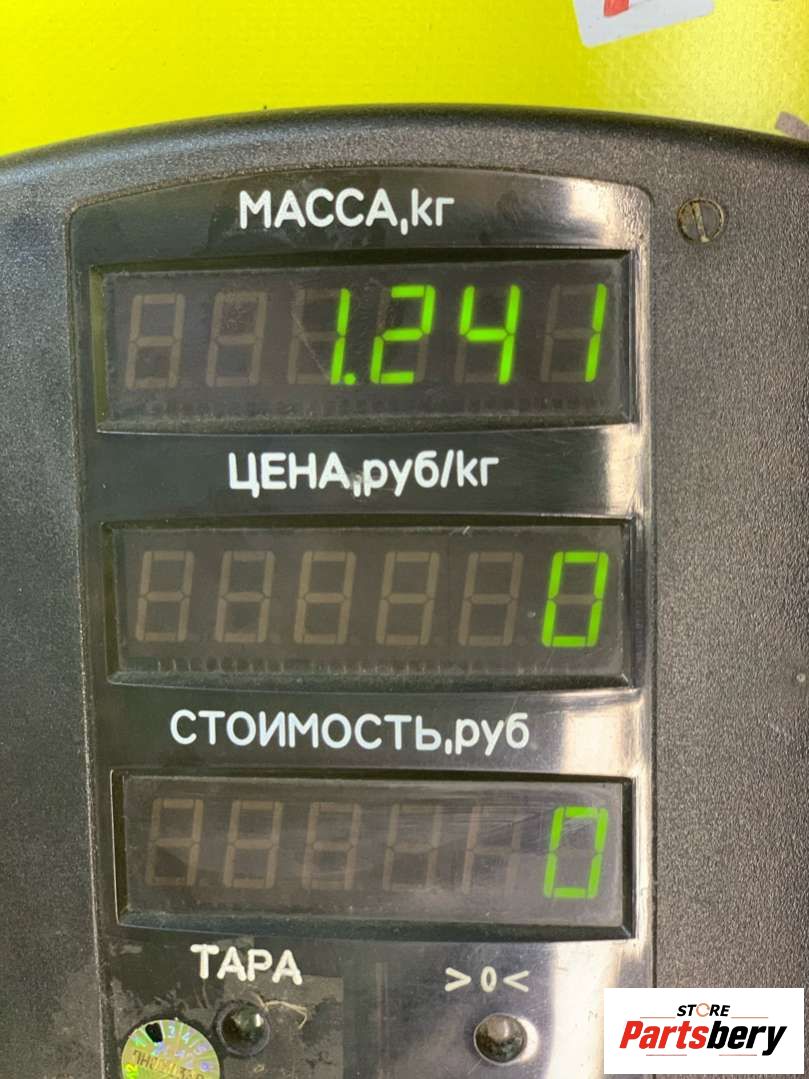 МАССА,кг
1.241
ЦЕНА,руб/кг
0
СТОИМОСТЬ,руб
0
ТАРА
>0<
STORE
Partsbery